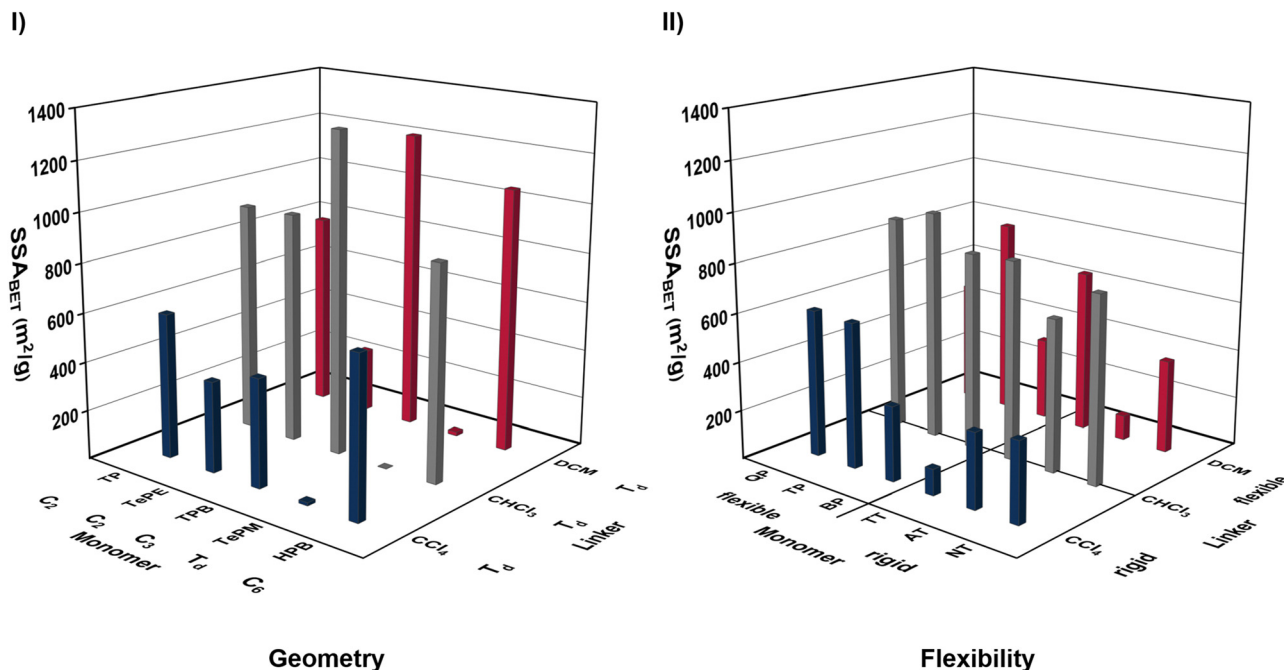 I)
1400
1200
1000
800
600
400
200
SSABET (m²/g)
TP
TePE
TPB
TePM
HPB
C2
C2
C3
Td
C6
Monomer
CCl4
CHCl3
DCM
Td
Td
Td
Linker
Geometry
II)
1400
1200
1000
800
600
400
200
SSABET (m²/g)
QP
TP
BP
TT
AT
NT
flexible
rigid
Monomer
CCl4
CHCl3
DCM
rigid
flexible
Linker
Flexibility